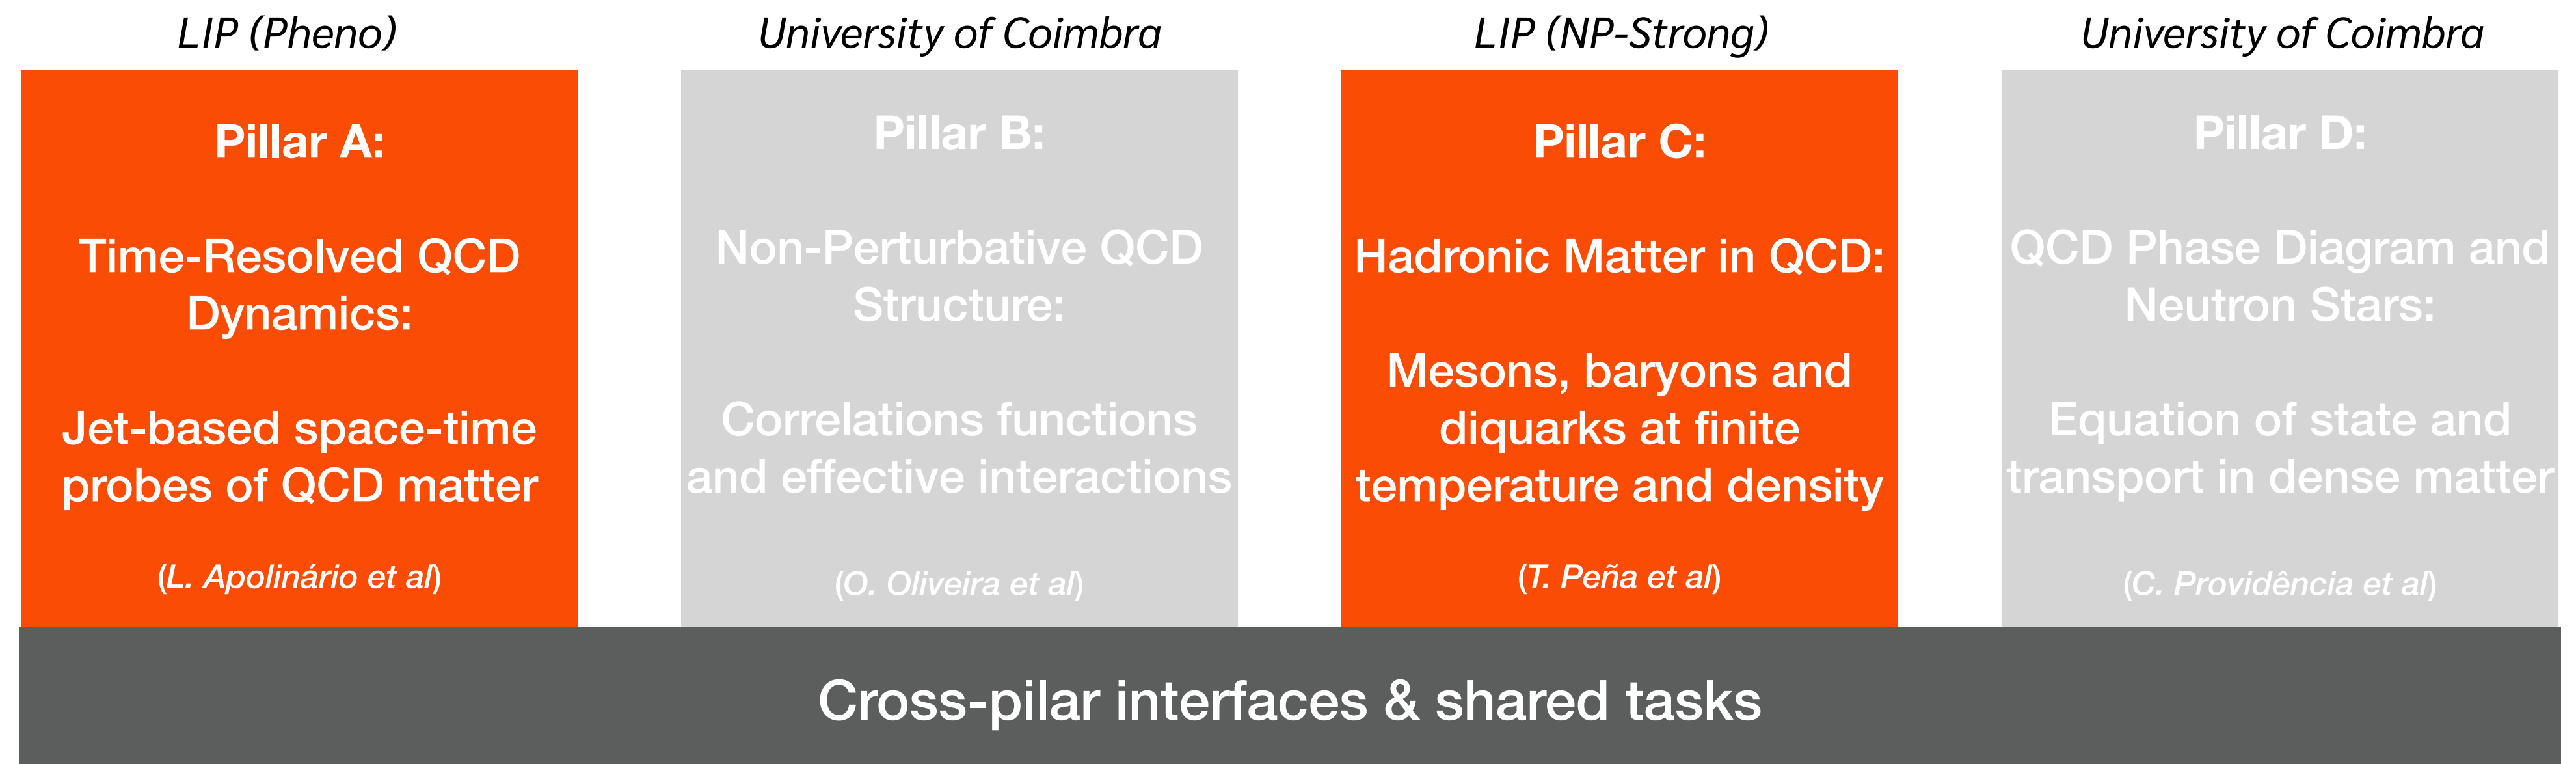 LIP (Pheno)
University of Coimbra
LIP (NP-Strong)
University of Coimbra
Pillar A:
Time-Resolved QCD
Dynamics:
Jet-based space-time
probes of QCD matter
(L. Apolinário et al)
Pillar B:
Non-Perturbative QCD
Structure:
Correlations functions
and effective interactions
(O. Oliveira et al)
Pillar C:
Hadronic Matter in QCD:
Mesons, baryons and
diquarks at finite
temperature and density
(T. Peña et al)
Pillar D:
QCD Phase Diagram and
Neutron Stars:
Equation of state and
transport in dense matter
(C. Providência et al)
Cross-pilar interfaces & shared tasks